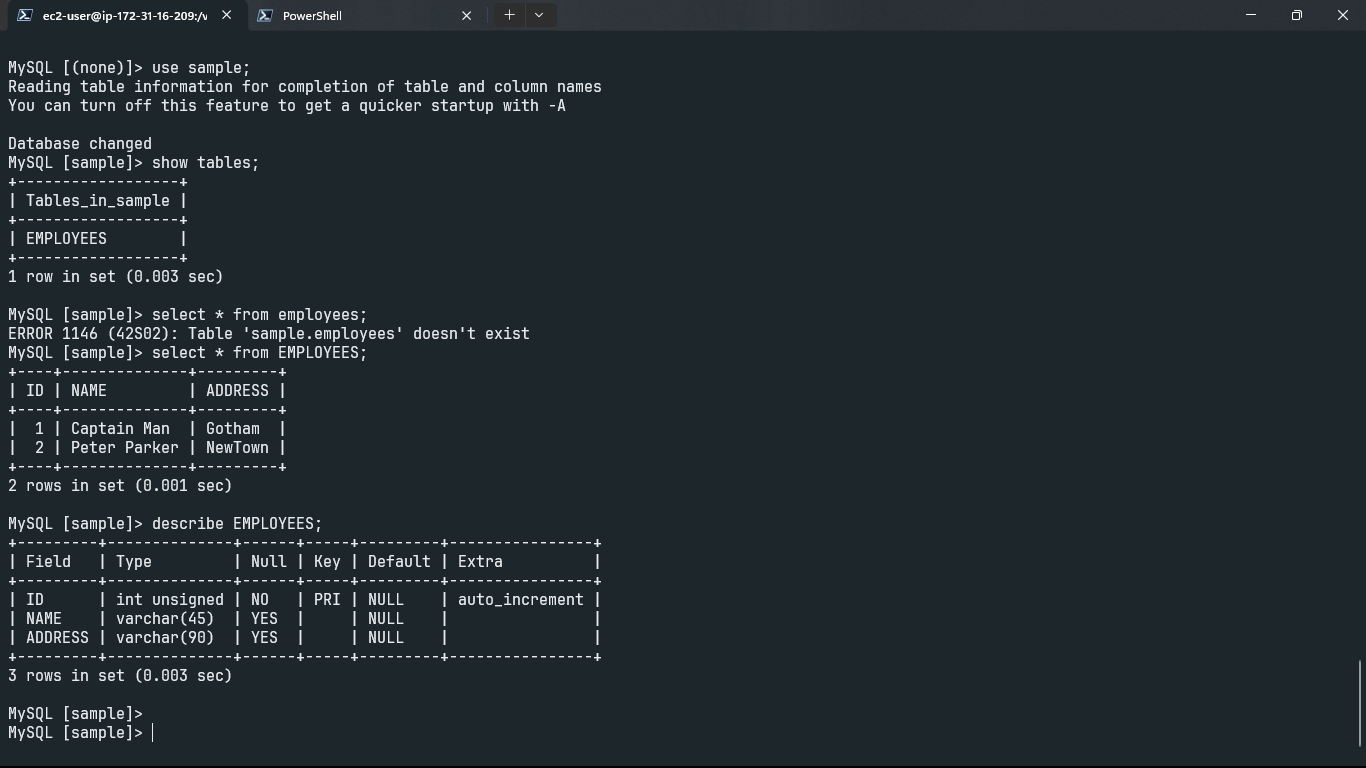 ec2-user@ip-172-31-16-209:/v
PowerShell
MySQL [(none)]> use sample;
Reading table information for completion of table and column names
You can turn off this feature to get a quicker startup with -A
Database changed
MySQL [sample]> show tables;
+------------------+
| Tables_in_sample |
+------------------+
| EMPLOYEES        |
+------------------+
1 row in set (0.003 sec)
MySQL [sample]> select * from employees;
ERROR 1146 (42S02): Table 'sample.employees' doesn't exist
MySQL [sample]> select * from EMPLOYEES;
+----+--------------+---------+
| ID | NAME         | ADDRESS |
+----+--------------+---------+
|  1 | Captain Man  | Gotham  |
|  2 | Peter Parker | NewTown |
+----+--------------+---------+
2 rows in set (0.001 sec)
MySQL [sample]> describe EMPLOYEES;
+---------+--------------+------+-----+---------+----------------+
| Field   | Type         | Null | Key | Default | Extra          |
+---------+--------------+------+-----+---------+----------------+
| ID      | int unsigned | NO   | PRI | NULL    | auto_increment |
| NAME    | varchar(45)  | YES  |     | NULL    |                |
| ADDRESS | varchar(90)  | YES  |     | NULL    |                |
+---------+--------------+------+-----+---------+----------------+
3 rows in set (0.003 sec)
MySQL [sample]>
MySQL [sample]>